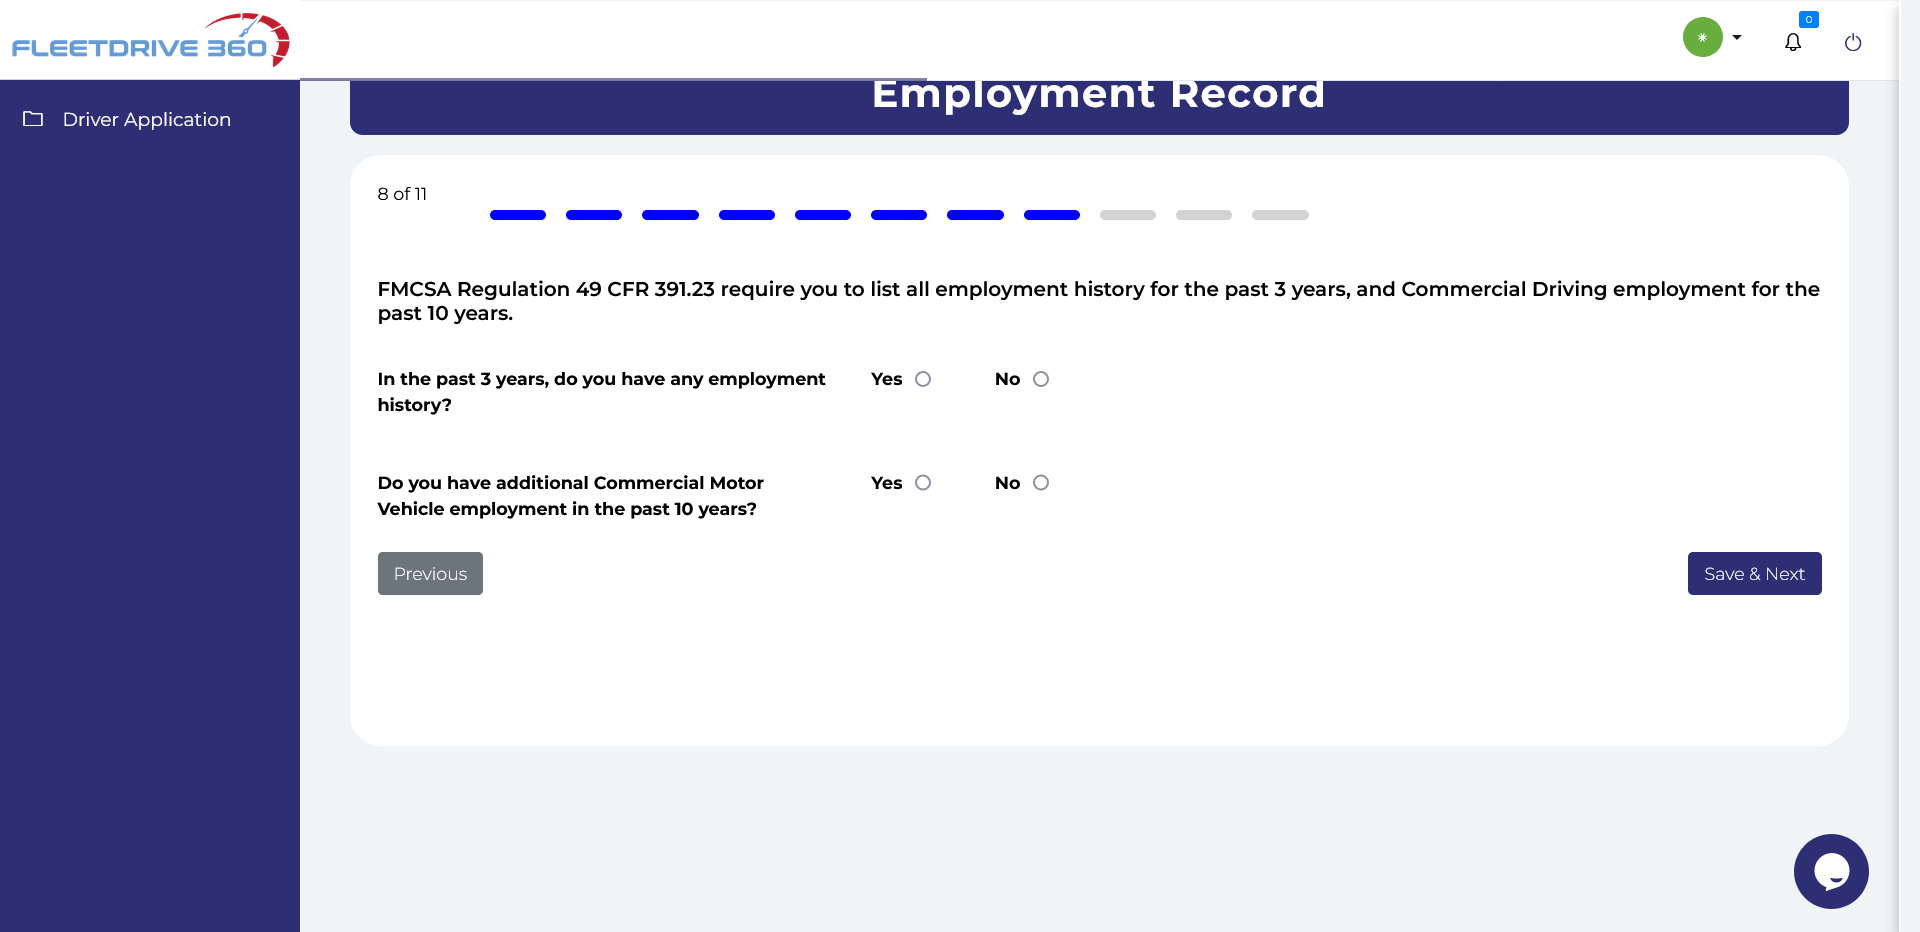 FLEETDRIVE 360
0
Driver Application
Employment Record
8 of 11
FMCSA Regulation 49 CFR 391.23 require you to list all employment history for the past 3 years, and Commercial Driving employment for the
past 10 years.
In the past 3 years, do you have any employment
history?
Yes
No
Do you have additional Commercial Motor
Vehicle employment in the past 10 years?
Yes
No
Previous
Save & Next